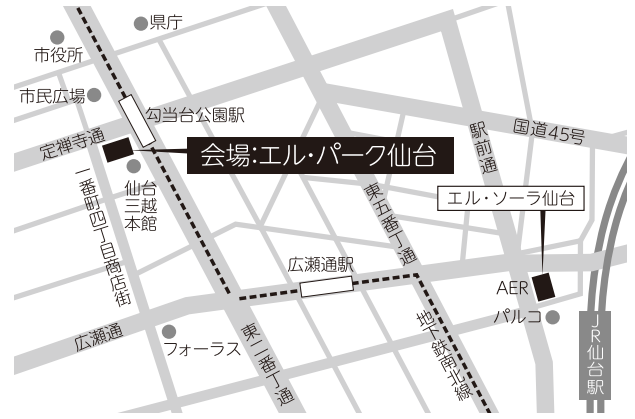 県庁
市役所
市民広場
勾当台公園駅
定禅寺通
会場:エル・パーク仙台
国道45号
駅前通
仙台
三越
本館
一番町四丁目商店街
東五番丁通
エル・ソーラ仙台
広瀬通駅
AER
パルコ
広瀬通
フォーラス
東二番丁通
地下鉄南北線
JR仙台駅